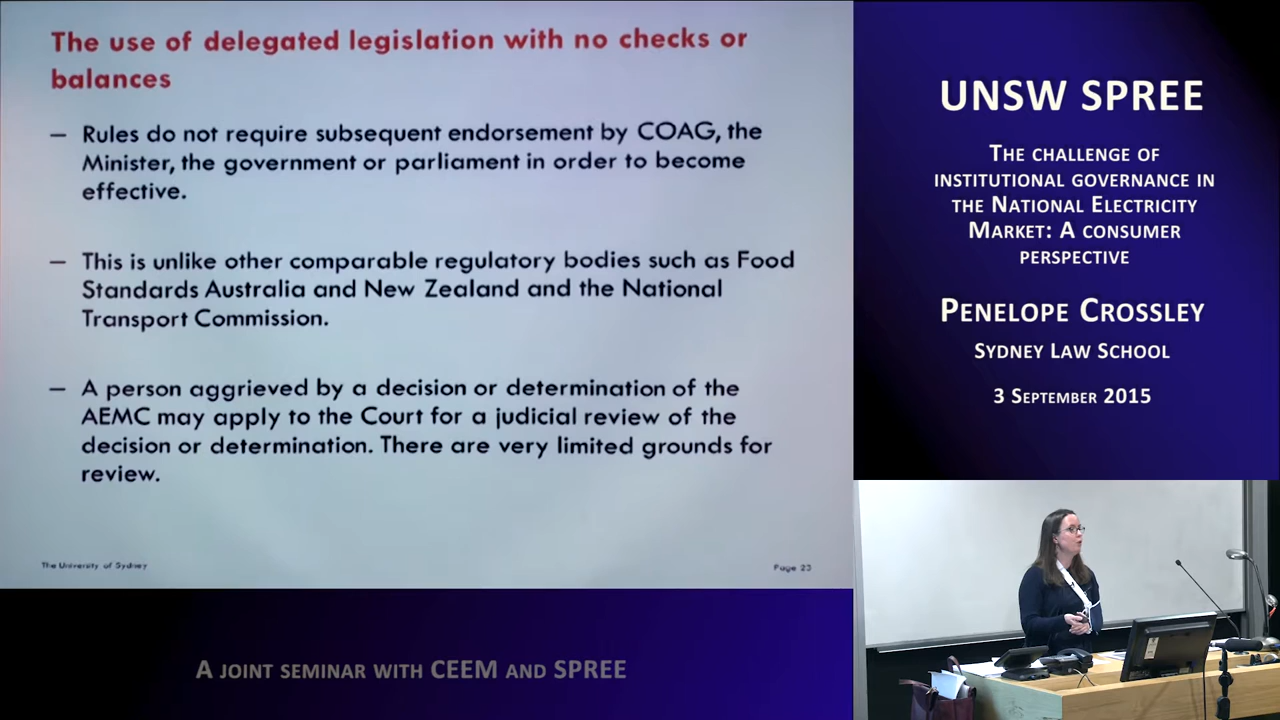 The use of delegated legislation with no checks or
balances
– Rules do not require subsequent endorsement by COAG, the
Minister, the government or parliament in order to become
effective.
– This is unlike other comparable regulatory bodies such as Food
Standards Australia and New Zealand and the National
Transport Commission.
– A person aggrieved by a decision or determination of the
AEMC may apply to the Court for a judicial review of the
decision or determination. There are very limited grounds for
review.
The University of Sydney
Page 23
UNSW SPREE
The challenge of
institutional governance in
the National Electricity
Market: A consumer
perspective
Penelope Crossley
Sydney Law School
3 September 2015
A joint seminar with CEEM and SPREE